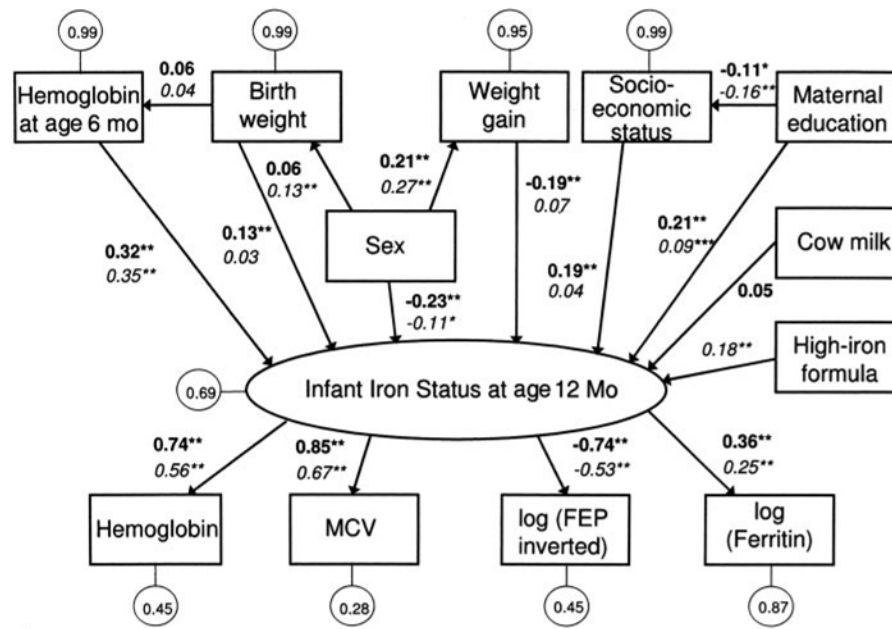 0.99
0.99
0.95
0.99
Hemoglobin
at age 6 mo
0.06
0.04
Birth
weight
Weight
gain
Socio-
economic
status
-0.11*
-0.16**
Maternal
education
0.06
0.13**
0.21**
0.27**
-0.19**
0.07
0.32**
0.35**
0.13**
0.03
Sex
-0.23**
-0.11*
0.19**
0.04
0.21**
0.09***
Cow milk
0.05
0.18**
High-iron
formula
0.69
Infant Iron Status at age 12 Mo
0.74**
0.56**
0.85**
0.67**
-0.74**
-0.53**
0.36**
0.25**
Hemoglobin
MCV
log (FEP
inverted)
log
(Ferritin)
0.45
0.28
0.45
0.87